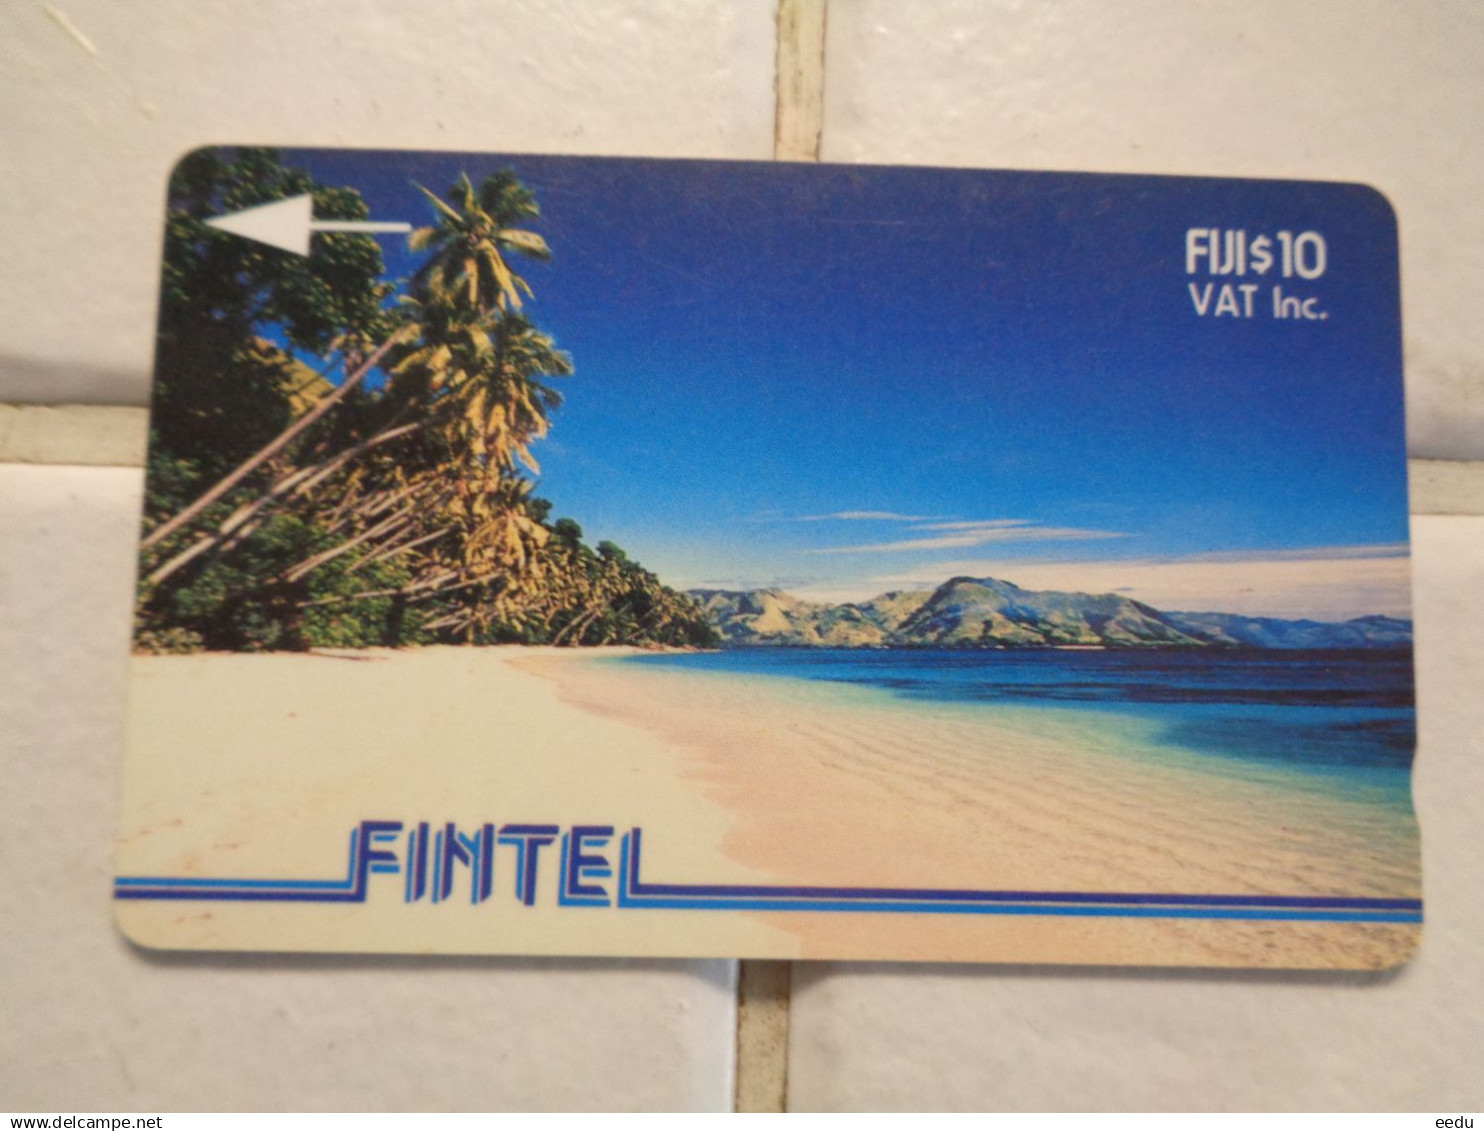 FIJI$10
VAT Inc.
FINTEL
www.delcampe.net
eedu